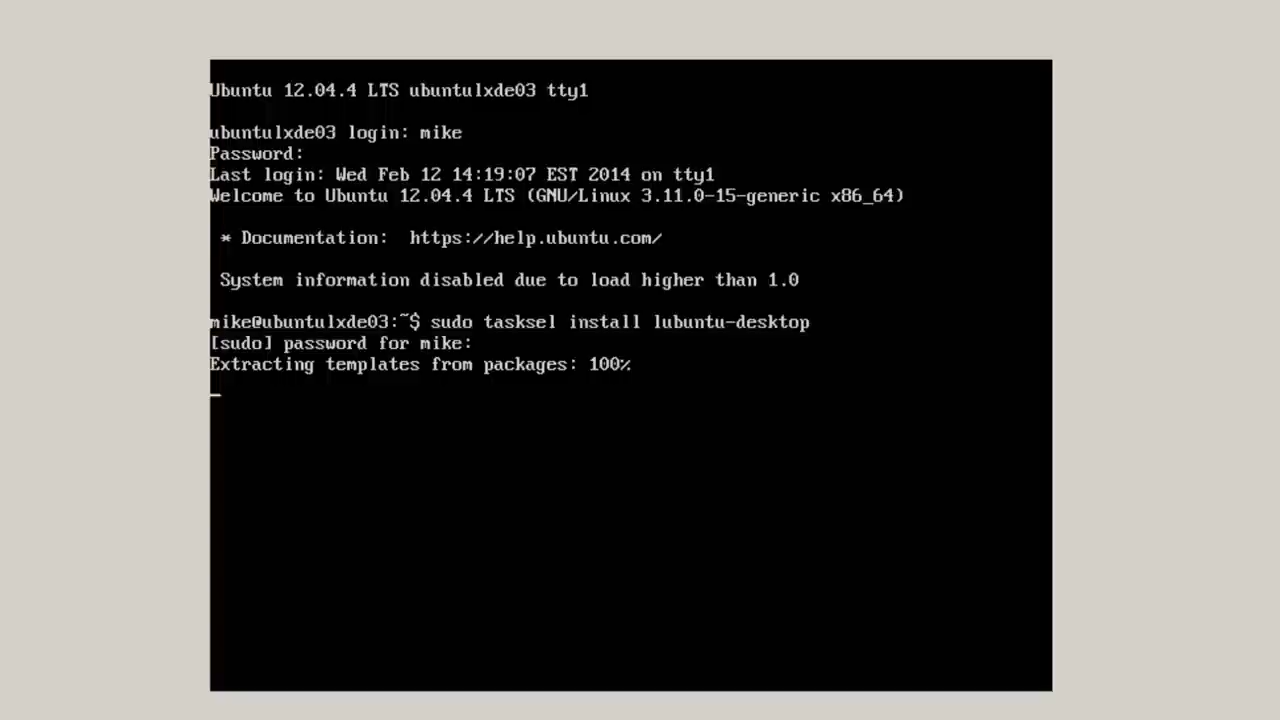 Ubuntu 12.04.4 LTS ubuntulxde03 tty1
ubuntulxde03 login: mike
Password:
Last login: Wed Feb 12 14:19:07 EST 2014 on tty1
Welcome to Ubuntu 12.04.4 LTS (GNU/Linux 3.11.0-15-generic x86_64)
* Documentation:  https://help.ubuntu.com/
System information disabled due to load higher than 1.0
mike@ubuntulxde03:~$ sudo tasksel install lubuntu-desktop
[sudo] password for mike:
Extracting templates from packages: 100%